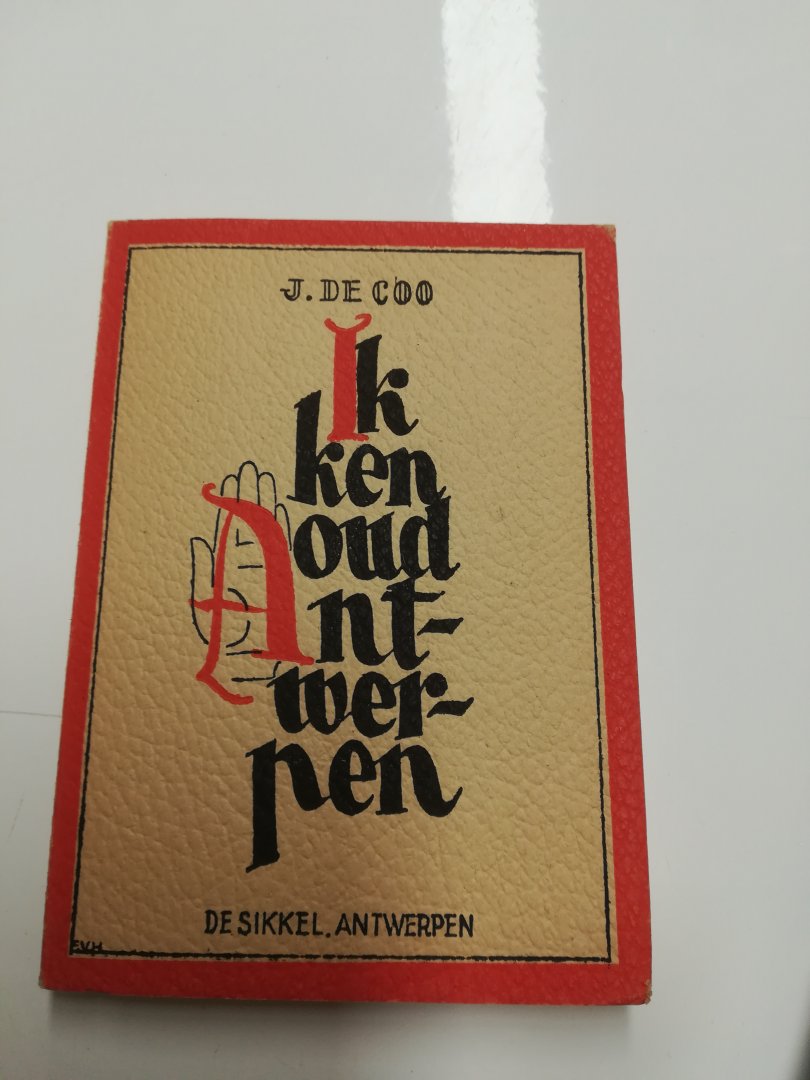 J. DE COO
Ik
ken
oud
Ant-
wer-
pen
DE SIKKEL. ANTWERPEN
E.V.H.